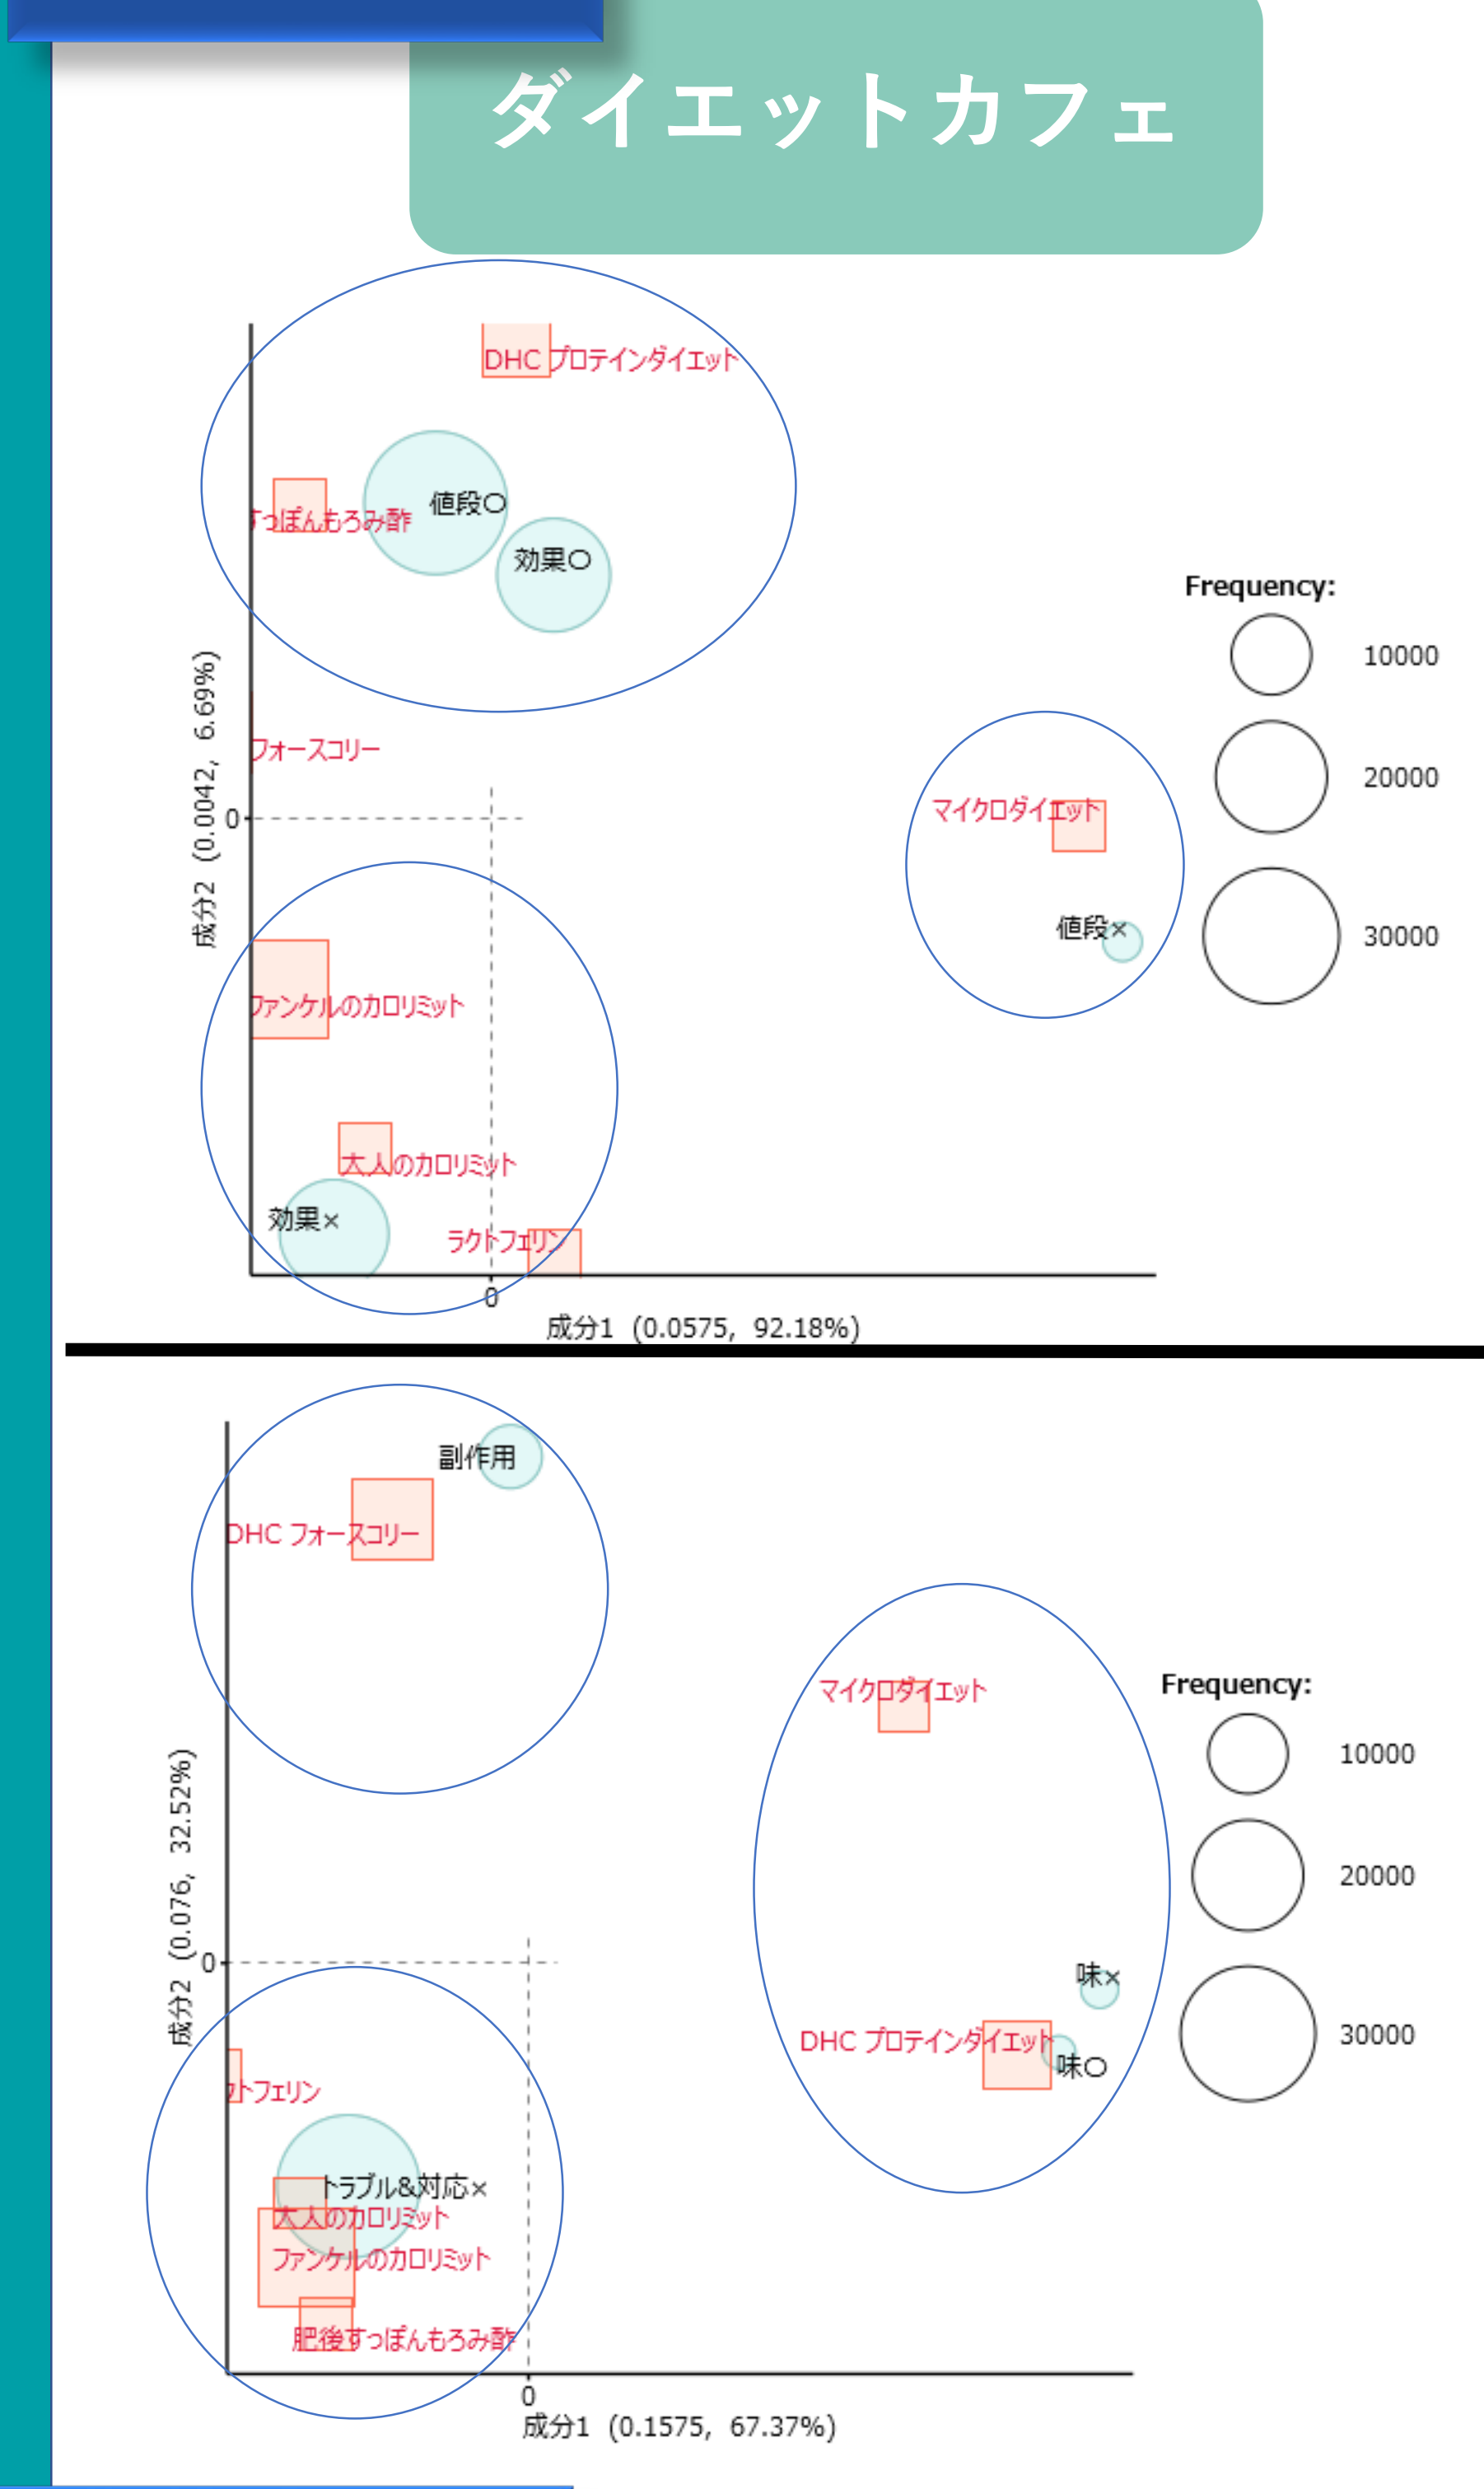 ダイエットカフェ
DHC プロテインダイエット
値段〇
すっぽんもろみ酢
効果〇
Frequency:
10000
20000
30000
フォースコリー
0
マイクロダイエット
値段×
成分2 (0.0042, 6.69%)
ファンケルのカロリミット
大人のカロリミット
効果×
ラクトフェリン
0
成分1 (0.0575, 92.18%)
副作用
DHC フォースコリー
マイクロダイエット
Frequency:
10000
20000
30000
成分2 (0.076, 32.52%)
0
味×
DHC プロテインダイエット
味〇
トフェリン
トラブル&対応×
大人のカロリミット
ファンケルのカロリミット
肥後すっぽんもろみ酢
0
成分1 (0.1575, 67.37%)